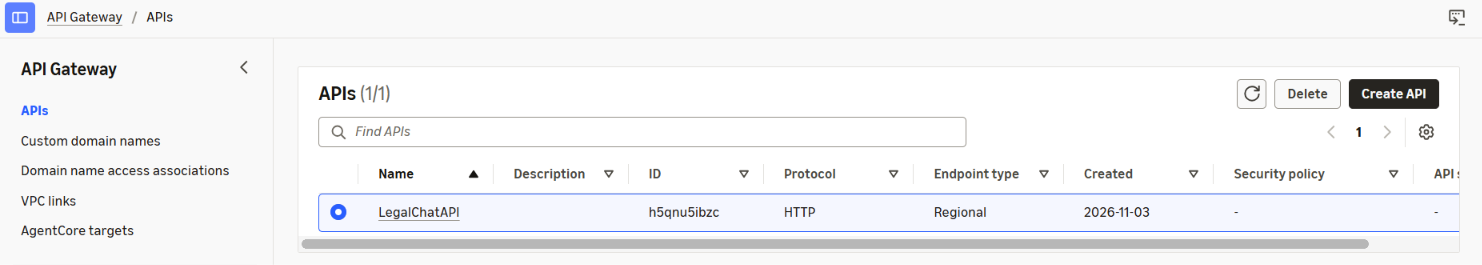 API Gateway / APIs
API Gateway
APIs
Custom domain names
Domain name access associations
VPC links
AgentCore targets
APIs (1/1)
Delete
Create API
Find APIs
1
Name Description ID Protocol Endpoint type Created Security policy API s
LegalChatAPI h5qnu5ibzc HTTP Regional 2026-11-03 - -